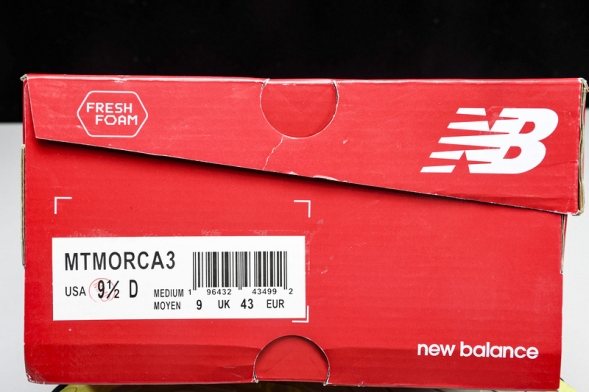 FRESH
FOAM
NB
MTMORCA3
USA 9½ D MEDIUM 1 96432 43499 2
MOYEN 9 UK 43 EUR
new balance